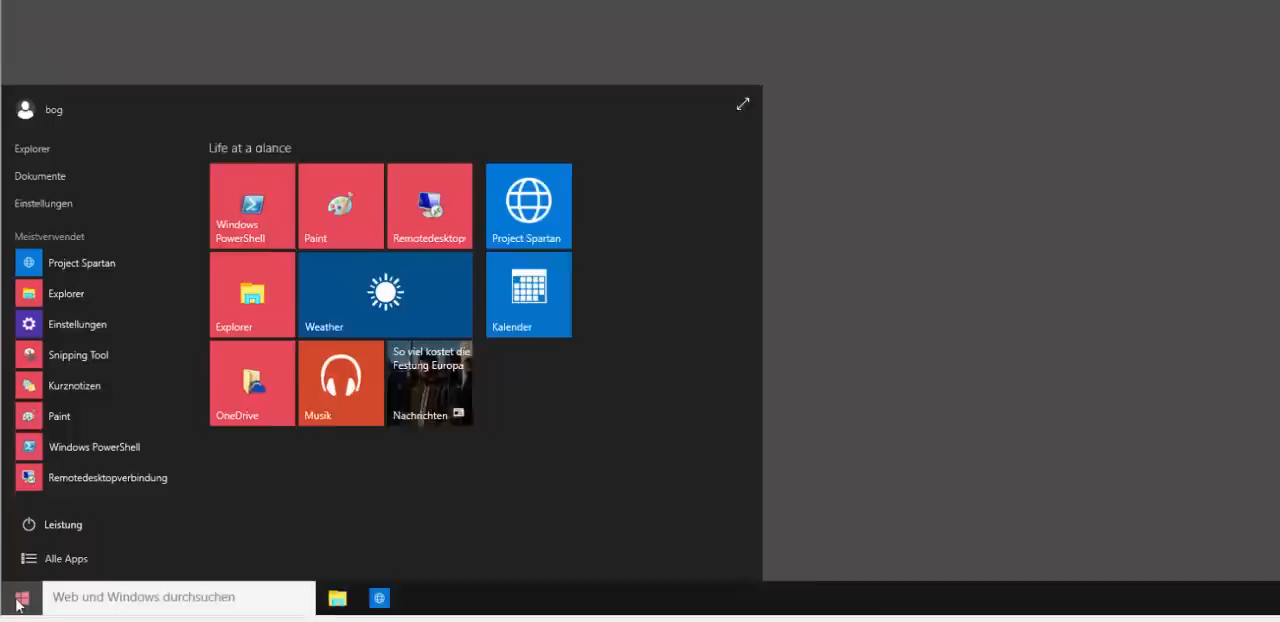 bog
Explorer
Dokumente
Einstellungen
Meistverwendet
Project Spartan
Explorer
Einstellungen
Snipping Tool
Kurznotizen
Paint
Windows PowerShell
Remotedesktopverbindung
Leistung
Alle Apps
Life at a glance
Windows
PowerShell
Paint
Remotedesktop
Project Spartan
Explorer
Weather
Kalender
OneDrive
Musik
So viel kostet die
Festung Europa
Nachrichten
Web und Windows durchsuchen